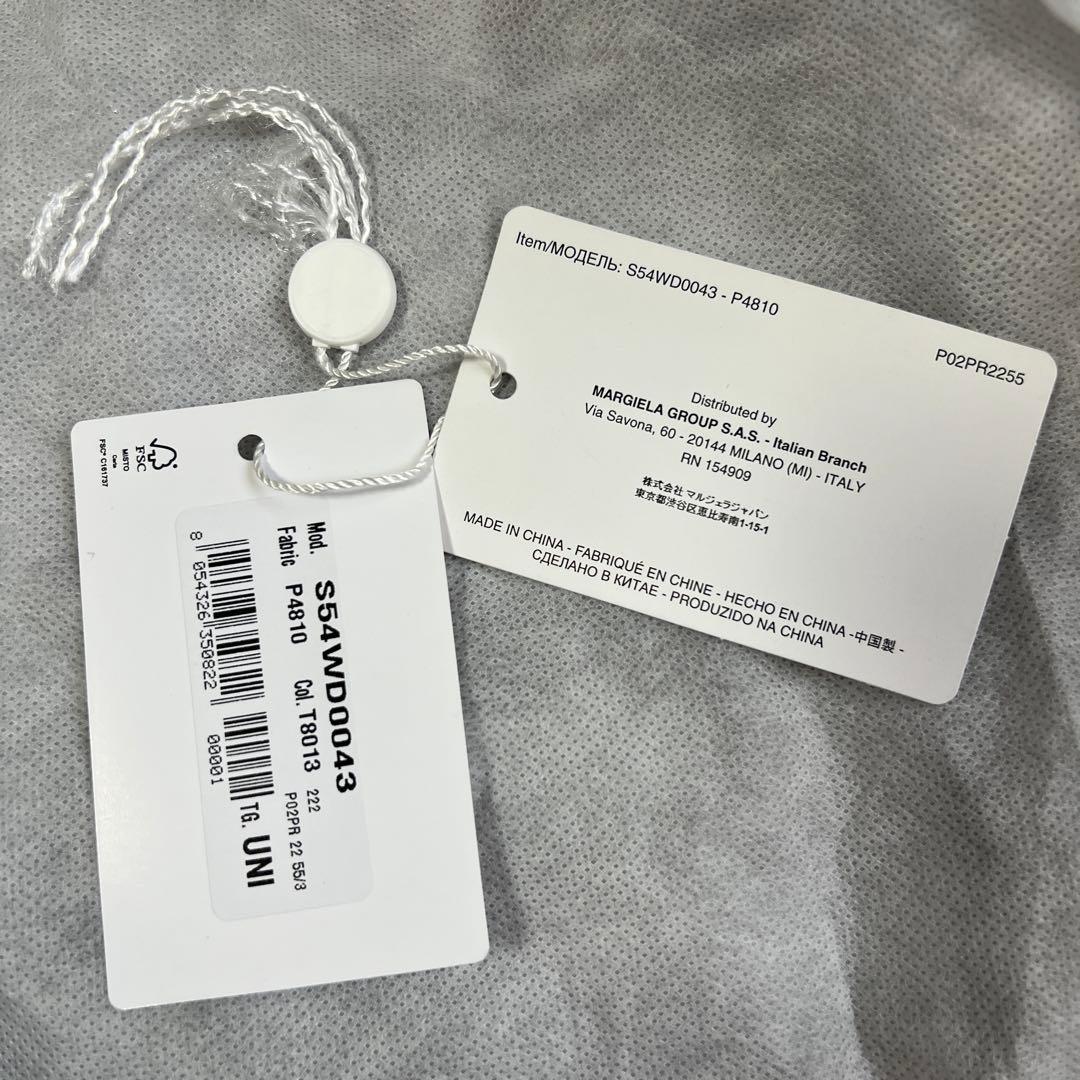 Item/МОДЕЛЬ: S54WD0043 - P4810
P02PR2255
Distributed by
MARGIELA GROUP S.A.S. - Italian Branch
Via Savona, 60 - 20144 MILANO (MI) - ITALY
RN 154909
株式会社 マルジェラジャパン
東京都渋谷区恵比寿南1-15-1
MADE IN CHINA - FABRIQUÉ EN CHINE - HECHO EN CHINA -中国製 -
СДЕЛАНО В КИТАЕ - PRODUZIDO NA CHINA
FSC
MISTO
Carta
FSC® C161737
Mod. S54WD0043
Fabric P4810 Col. T8013 222
P02PR 22 55/3
8 054326 350822 00001
TG. UNI